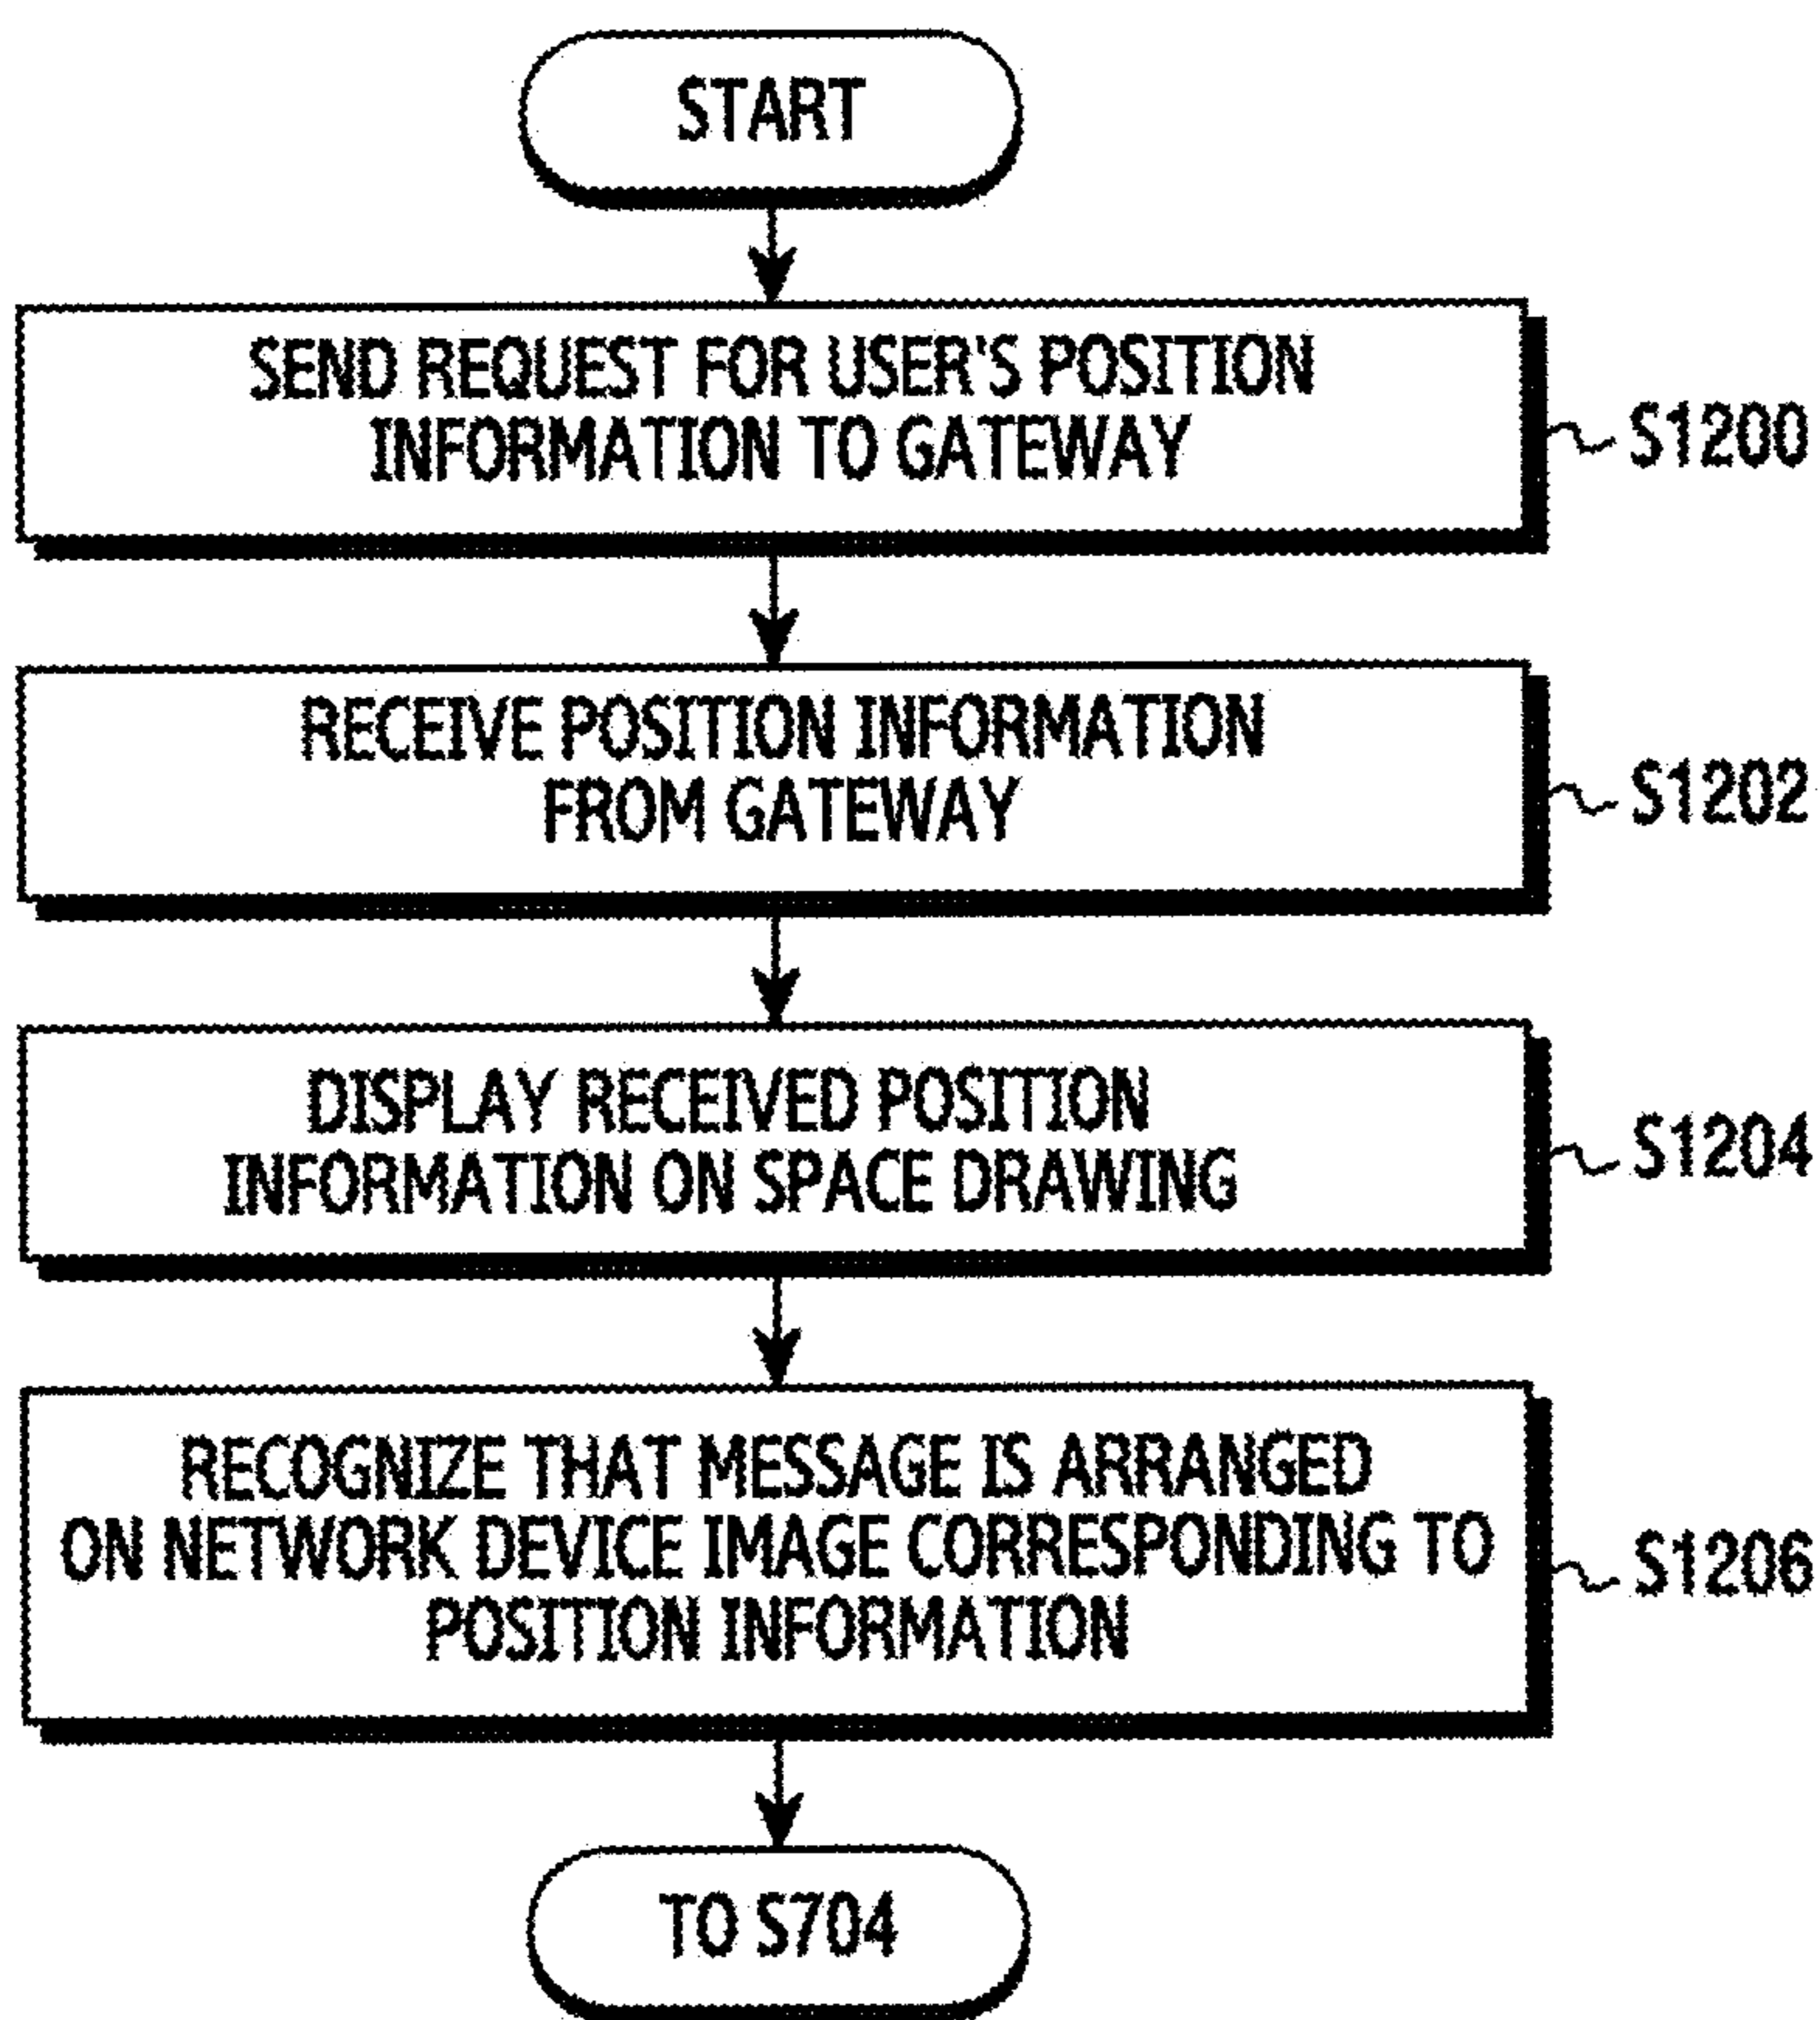 START
SEND REQUEST FOR USER'S POSITION
INFORMATION TO GATEWAY
S1200
RECEIVE POSITION INFORMATION
FROM GATEWAY
S1202
DISPLAY RECEIVED POSITION
INFORMATION ON SPACE DRAWING
S1204
RECOGNIZE THAT MESSAGE IS ARRANGED
ON NETWORK DEVICE IMAGE CORRESPONDING TO
POSITION INFORMATION
S1206
TO S704